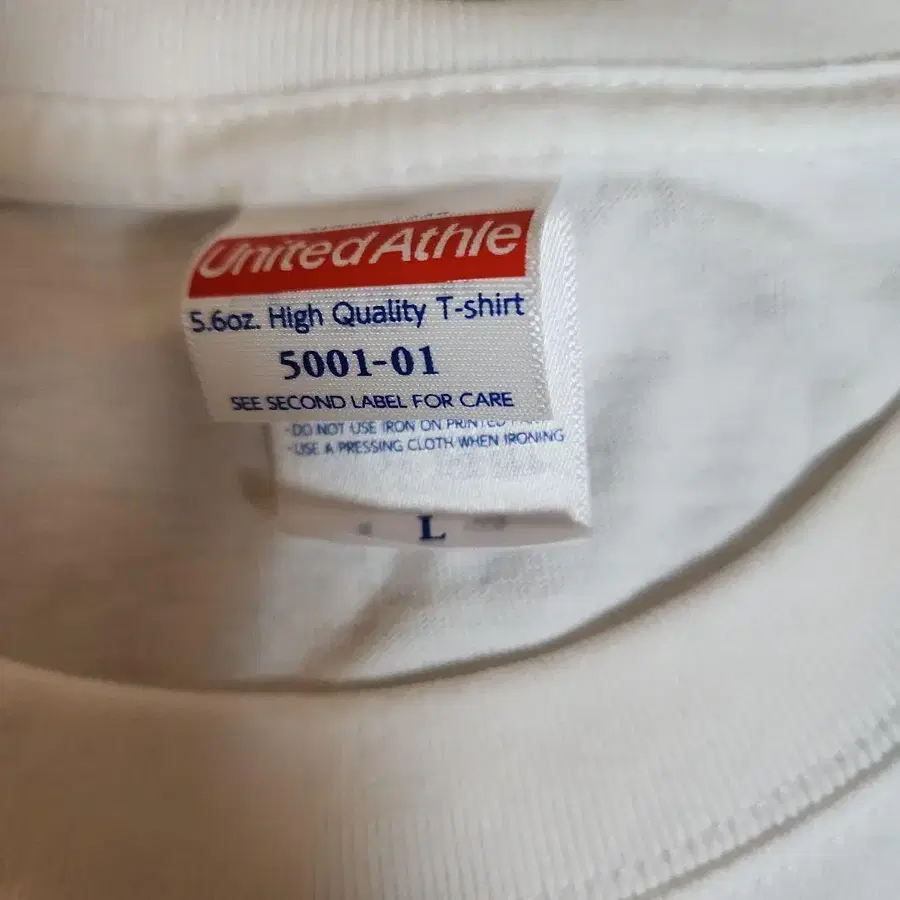 United Athle
5.6oz. High Quality T-shirt
5001-01
SEE SECOND LABEL FOR CARE
-DO NOT USE IRON ON PRINTED
-USE A PRESSING CLOTH WHEN IRONING
L